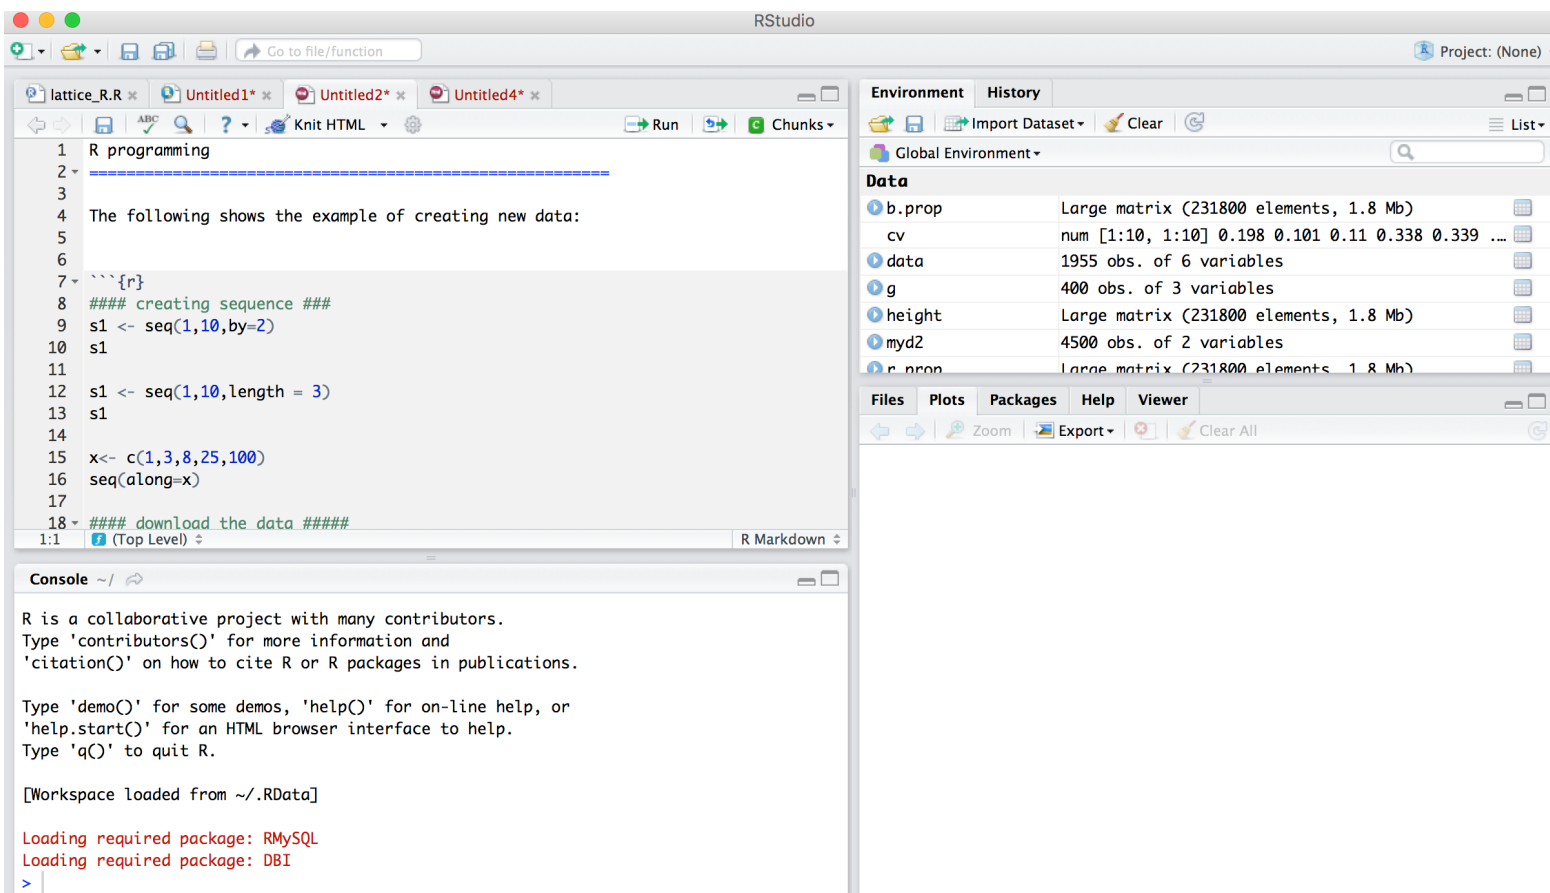 RStudio
Go to file/function
Project: (None)
lattice_R.R
Untitled1*
Untitled2*
Untitled4*
ABC
?
Knit HTML
Run
C Chunks
1 R programming
2 ========================================================
3
4 The following shows the example of creating new data:
5
6
7 ```{r}
8 #### creating sequence ###
9 s1 <- seq(1,10,by=2)
10 s1
11
12 s1 <- seq(1,10,length = 3)
13 s1
14
15 x<- c(1,3,8,25,100)
16 seq(along=x)
17
18 #### download the data #####
1:1
(Top Level)
R Markdown
Console ~/
R is a collaborative project with many contributors.
Type 'contributors()' for more information and
'citation()' on how to cite R or R packages in publications.
Type 'demo()' for some demos, 'help()' for on-line help, or
'help.start()' for an HTML browser interface to help.
Type 'q()' to quit R.
[Workspace loaded from ~/.RData]
Loading required package: RMySQL
Loading required package: DBI
>
Environment
History
Import Dataset
Clear
List
Global Environment
Data
b.prop Large matrix (231800 elements, 1.8 Mb)
cv num [1:10, 1:10] 0.198 0.101 0.11 0.338 0.339 ...
data 1955 obs. of 6 variables
g 400 obs. of 3 variables
height Large matrix (231800 elements, 1.8 Mb)
myd2 4500 obs. of 2 variables
r.prop Large matrix (231800 elements, 1.8 Mb)
Files
Plots
Packages
Help
Viewer
Zoom
Export
Clear All